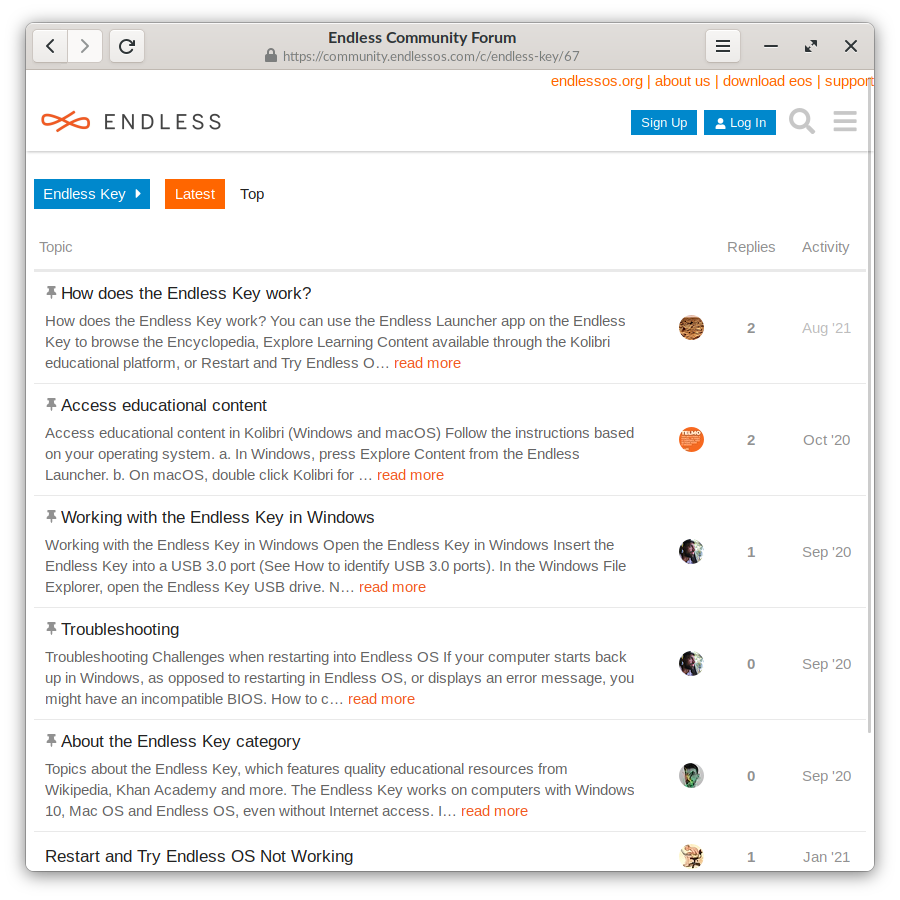 Endless Community Forum
https://community.endlessos.com/c/endless-key/67
endlessos.org | about us | download eos | support
ENDLESS
Sign Up
Log In
Endless Key
Latest
Top
Topic
Replies
Activity
How does the Endless Key work?
How does the Endless Key work? You can use the Endless Launcher app on the Endless
Key to browse the Encyclopedia, Explore Learning Content available through the Kolibri
educational platform, or Restart and Try Endless O… read more
2
Aug '21
Access educational content
Access educational content in Kolibri (Windows and macOS) Follow the instructions based
on your operating system. a. In Windows, press Explore Content from the Endless
Launcher. b. On macOS, double click Kolibri for … read more
TELMO
2
Oct '20
Working with the Endless Key in Windows
Working with the Endless Key in Windows Open the Endless Key in Windows Insert the
Endless Key into a USB 3.0 port (See How to identify USB 3.0 ports). In the Windows File
Explorer, open the Endless Key USB drive. N… read more
1
Sep '20
Troubleshooting
Troubleshooting Challenges when restarting into Endless OS If your computer starts back
up in Windows, as opposed to restarting in Endless OS, or displays an error message, you
might have an incompatible BIOS. How to c… read more
0
Sep '20
About the Endless Key category
Topics about the Endless Key, which features quality educational resources from
Wikipedia, Khan Academy and more. The Endless Key works on computers with Windows
10, Mac OS and Endless OS, even without Internet access. I… read more
0
Sep '20
Restart and Try Endless OS Not Working
1
Jan '21